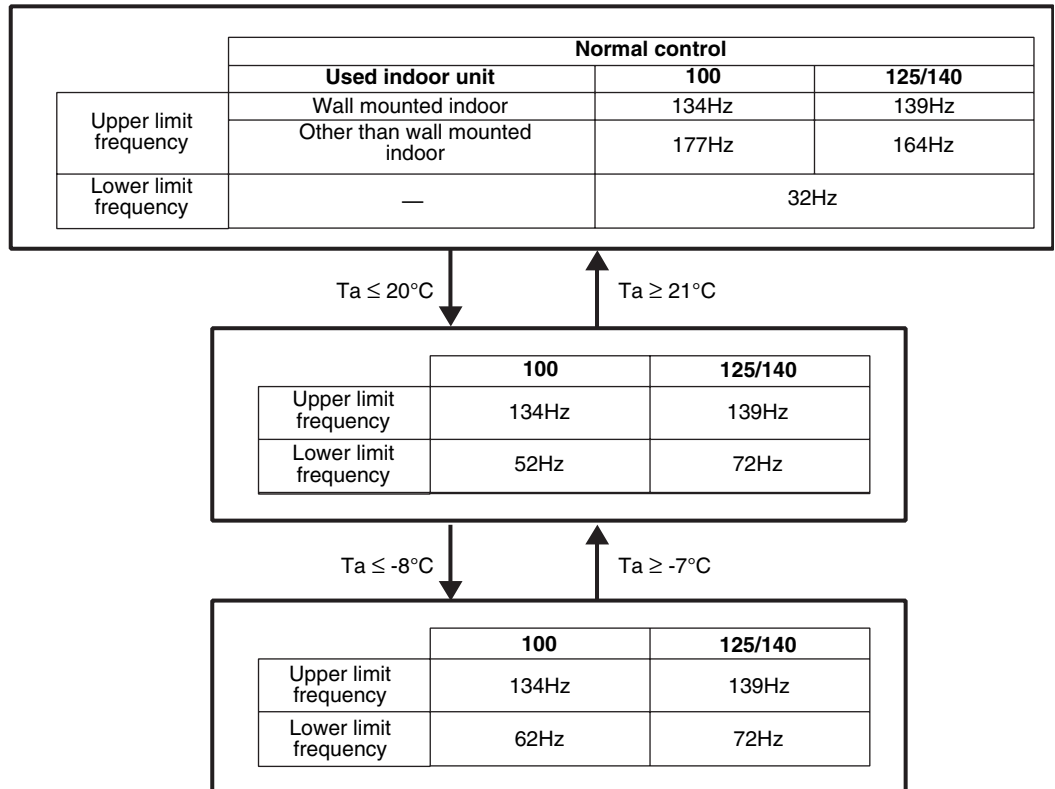 Normal control
Used indoor unit 100 125/140
Upper limit frequency
Wall mounted indoor 134Hz 139Hz
Other than wall mounted indoor 177Hz 164Hz
Lower limit frequency — 32Hz
Ta ≤ 20°C Ta ≥ 21°C
100 125/140
Upper limit frequency 134Hz 139Hz
Lower limit frequency 52Hz 72Hz
Ta ≤ -8°C Ta ≥ -7°C
100 125/140
Upper limit frequency 134Hz 139Hz
Lower limit frequency 62Hz 72Hz